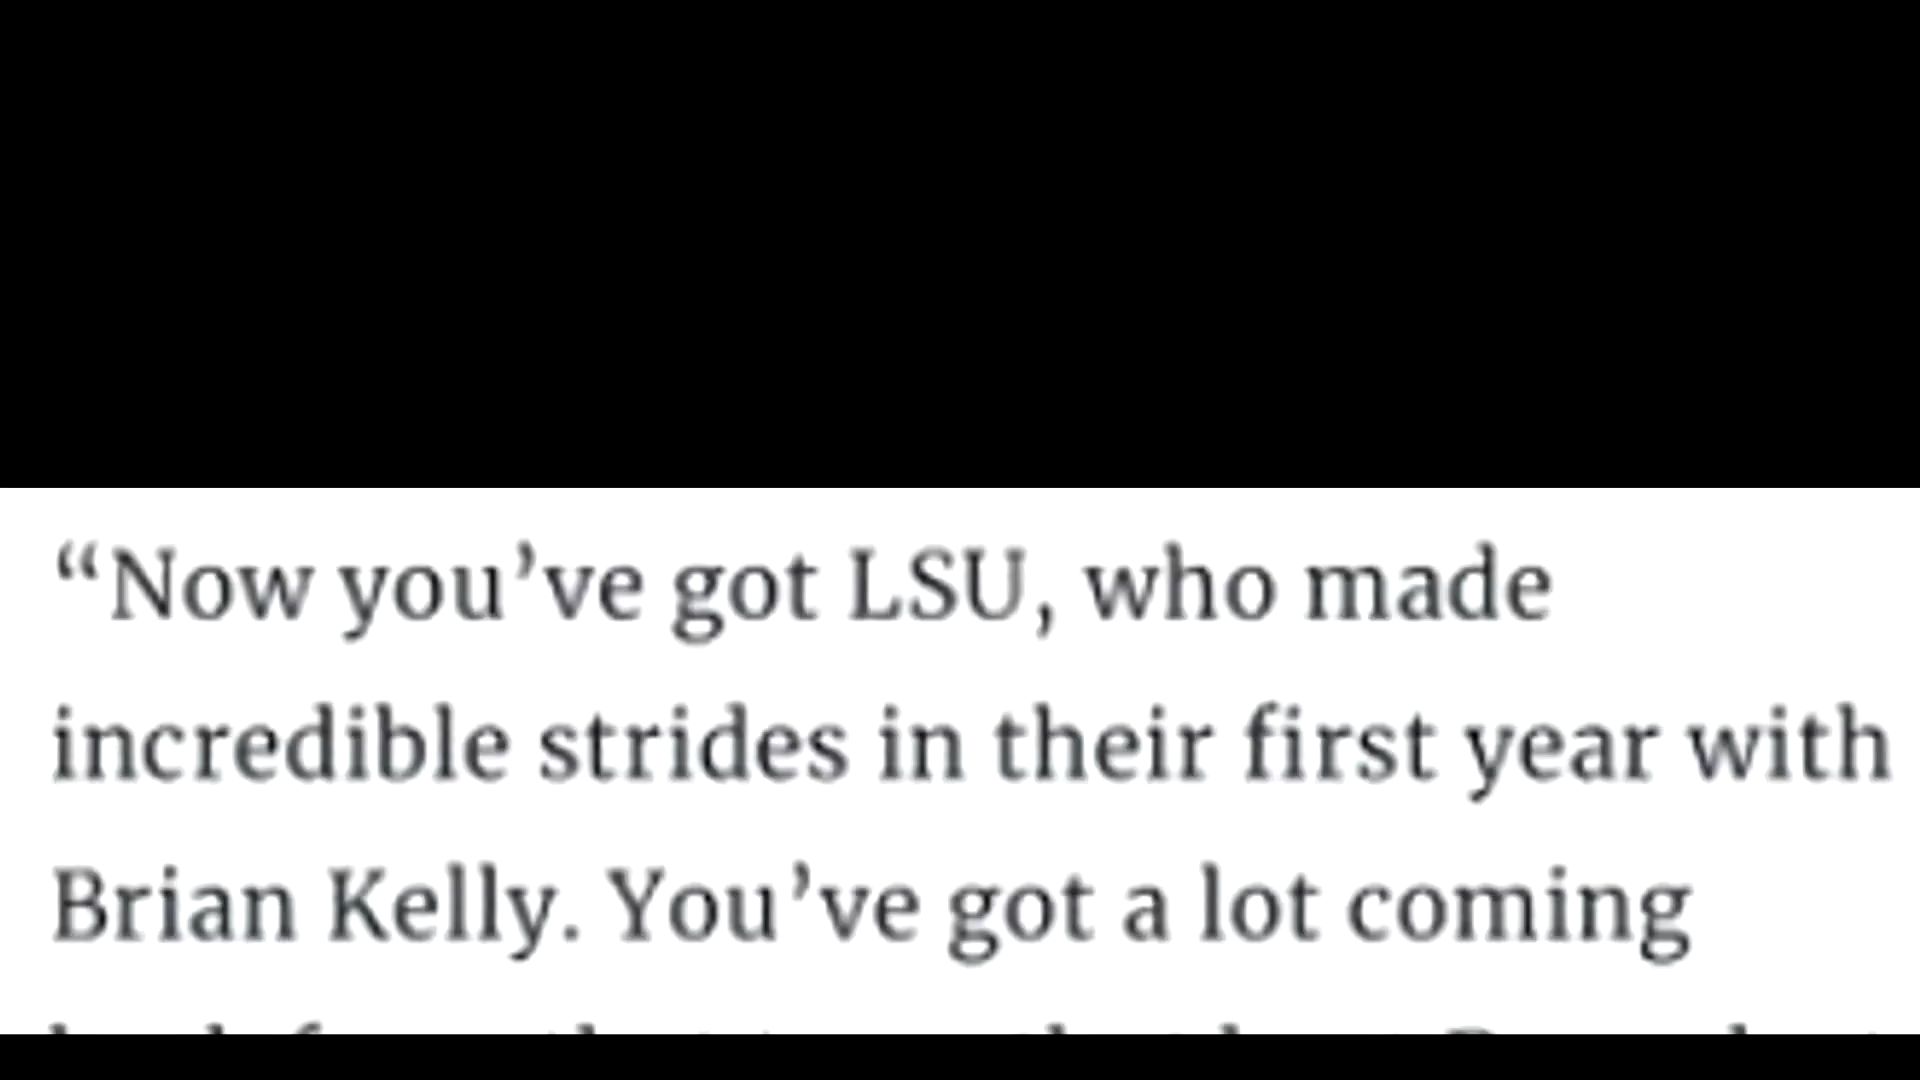 “Now you’ve got LSU, who made
incredible strides in their first year with
Brian Kelly. You’ve got a lot coming